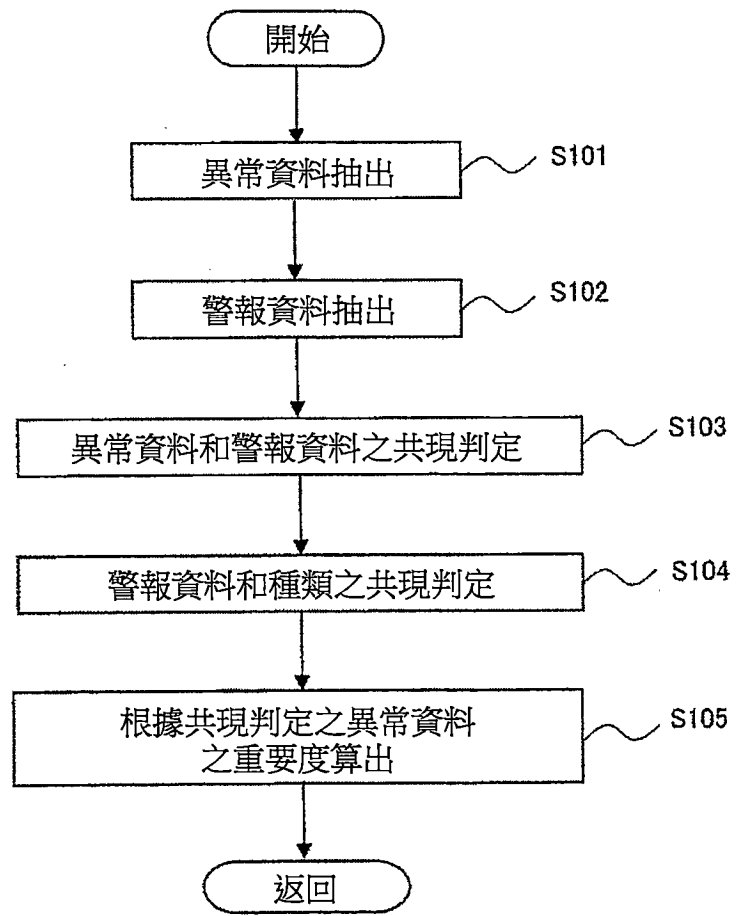 開始
異常資料抽出
S101
警報資料抽出
S102
異常資料和警報資料之共現判定
S103
警報資料和種類之共現判定
S104
根據共現判定之異常資料
之重要度算出
S105
返回